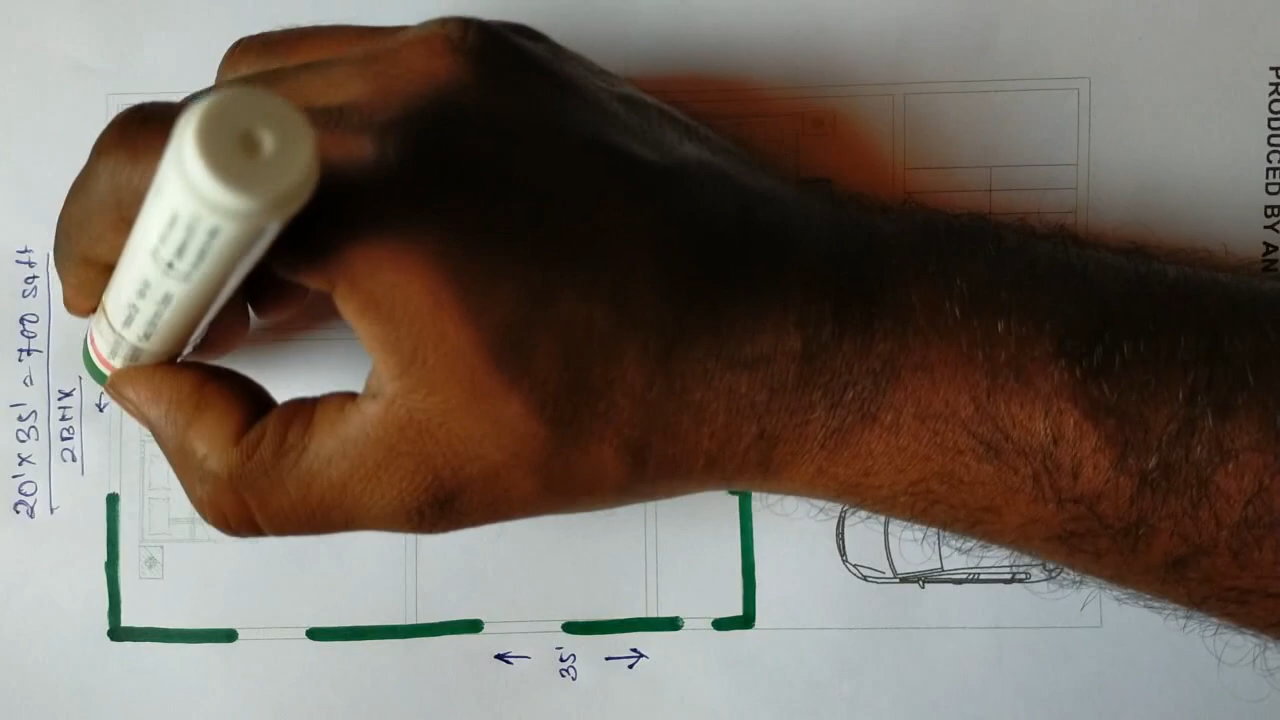 20' x 35' = 700 sqft
2BHK
←
↑ 35' ↓
PRODUCED BY AN